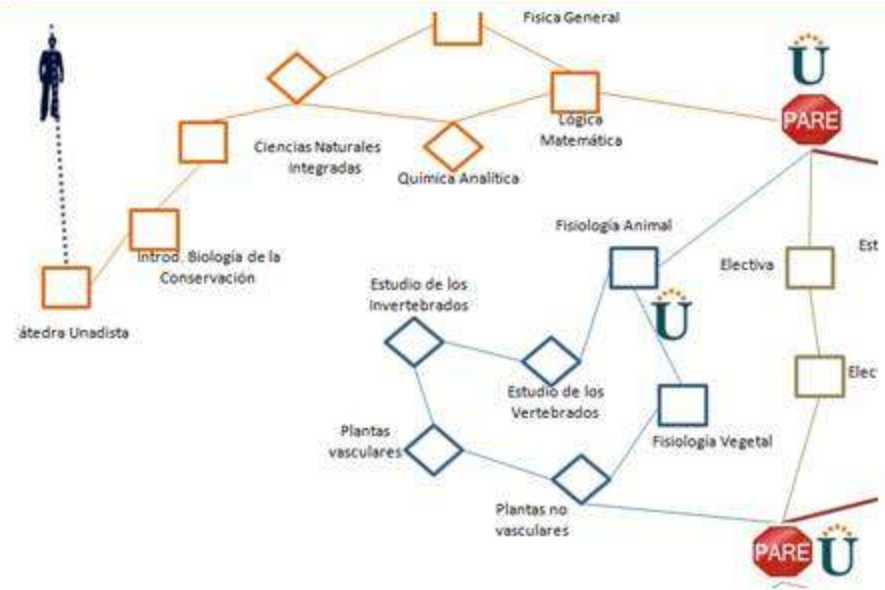 Fisica General
U
PARE
Lógica
Matemática
Ciencias Naturales
Integradas
Química Analítica
Introd. Biología de la
Conservación
átedra Unadista
Fisiología Animal
Electiva
Est
Estudio de los
Invertebrados
U
Estudio de los
Vertebrados
Elec
Plantas
vasculares
Fisiología Vegetal
Plantas no
vasculares
PARE
U